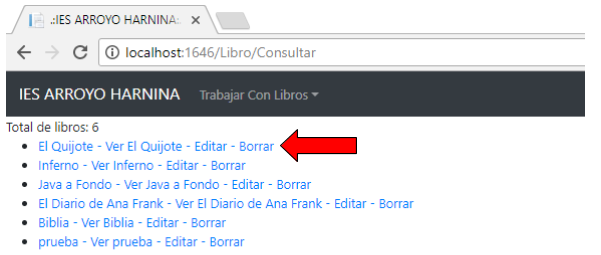 .:IES ARROYO HARNINA:.
localhost:1646/Libro/Consultar
IES ARROYO HARNINA Trabajar Con Libros
Total de libros: 6
El Quijote - Ver El Quijote - Editar - Borrar
Inferno - Ver Inferno - Editar - Borrar
Java a Fondo - Ver Java a Fondo - Editar - Borrar
El Diario de Ana Frank - Ver El Diario de Ana Frank - Editar - Borrar
Biblia - Ver Biblia - Editar - Borrar
prueba - Ver prueba - Editar - Borrar